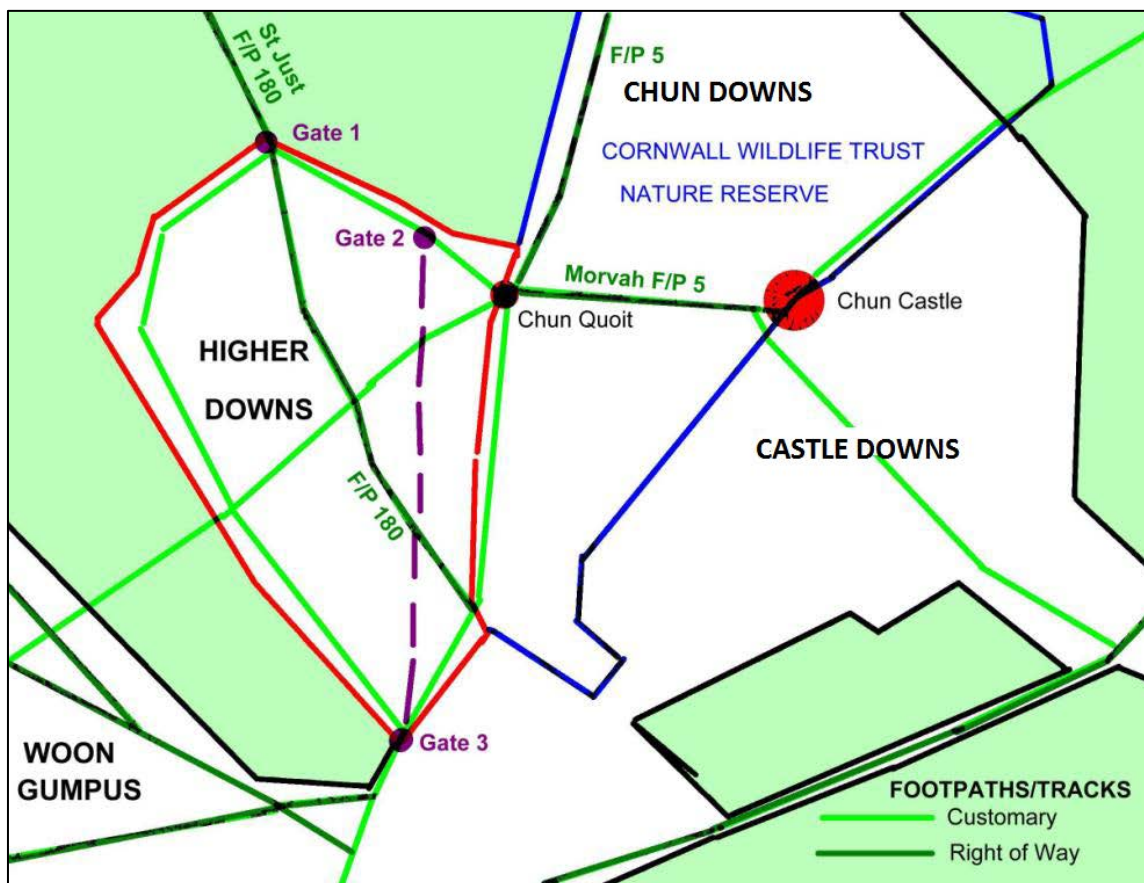 St Just
F/P 180
F/P 5
CHUN DOWNS
Gate 1
CORNWALL WILDLIFE TRUST
NATURE RESERVE
Gate 2
Morvah F/P 5
Chun Castle
Chun Quoit
HIGHER
DOWNS
CASTLE DOWNS
F/P 180
Gate 3
WOON
GUMPUS
FOOTPATHS/TRACKS
Customary
Right of Way